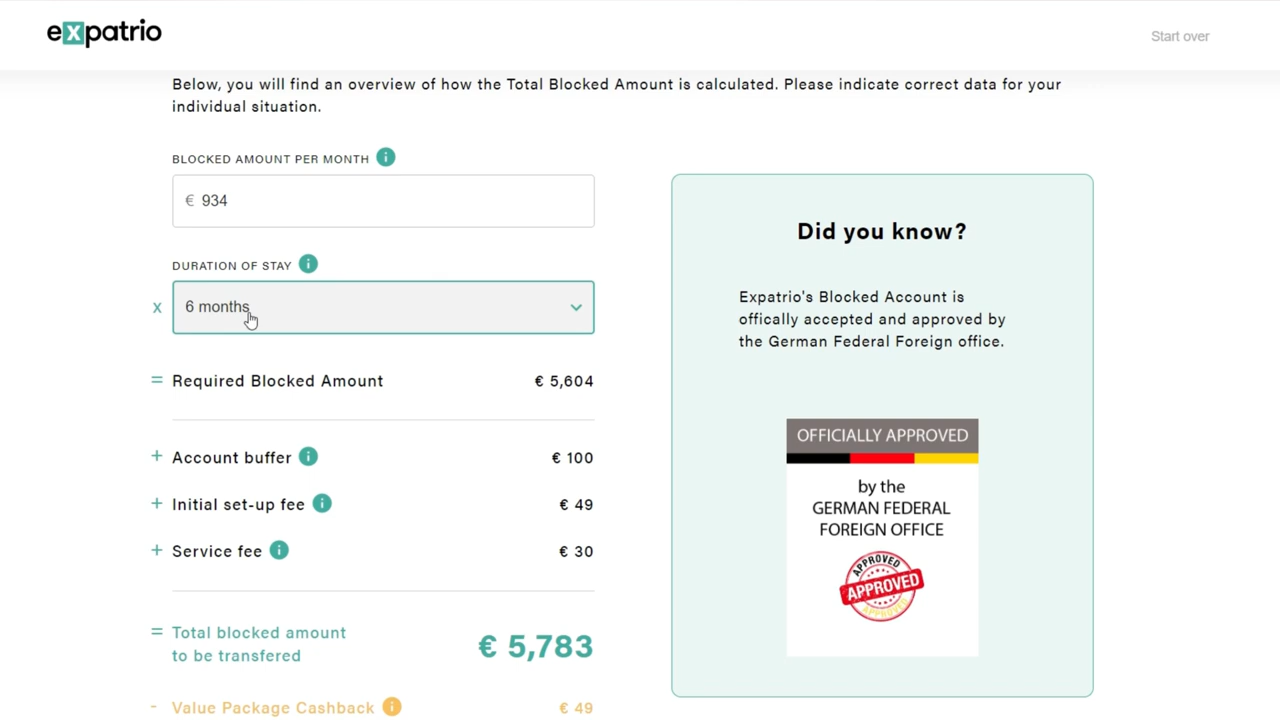 expatrio
Start over
Below, you will find an overview of how the Total Blocked Amount is calculated. Please indicate correct data for your
individual situation.
BLOCKED AMOUNT PER MONTH i
€ 934
DURATION OF STAY i
x 6 months
= Required Blocked Amount € 5,604
+ Account buffer i € 100
+ Initial set-up fee i € 49
+ Service fee i € 30
= Total blocked amount
to be transfered € 5,783
- Value Package Cashback i € 49
Did you know?
Expatrio's Blocked Account is
offically accepted and approved by
the German Federal Foreign office.
OFFICIALLY APPROVED
by the
GERMAN FEDERAL
FOREIGN OFFICE
APPROVED
APPROVED
APPROVED